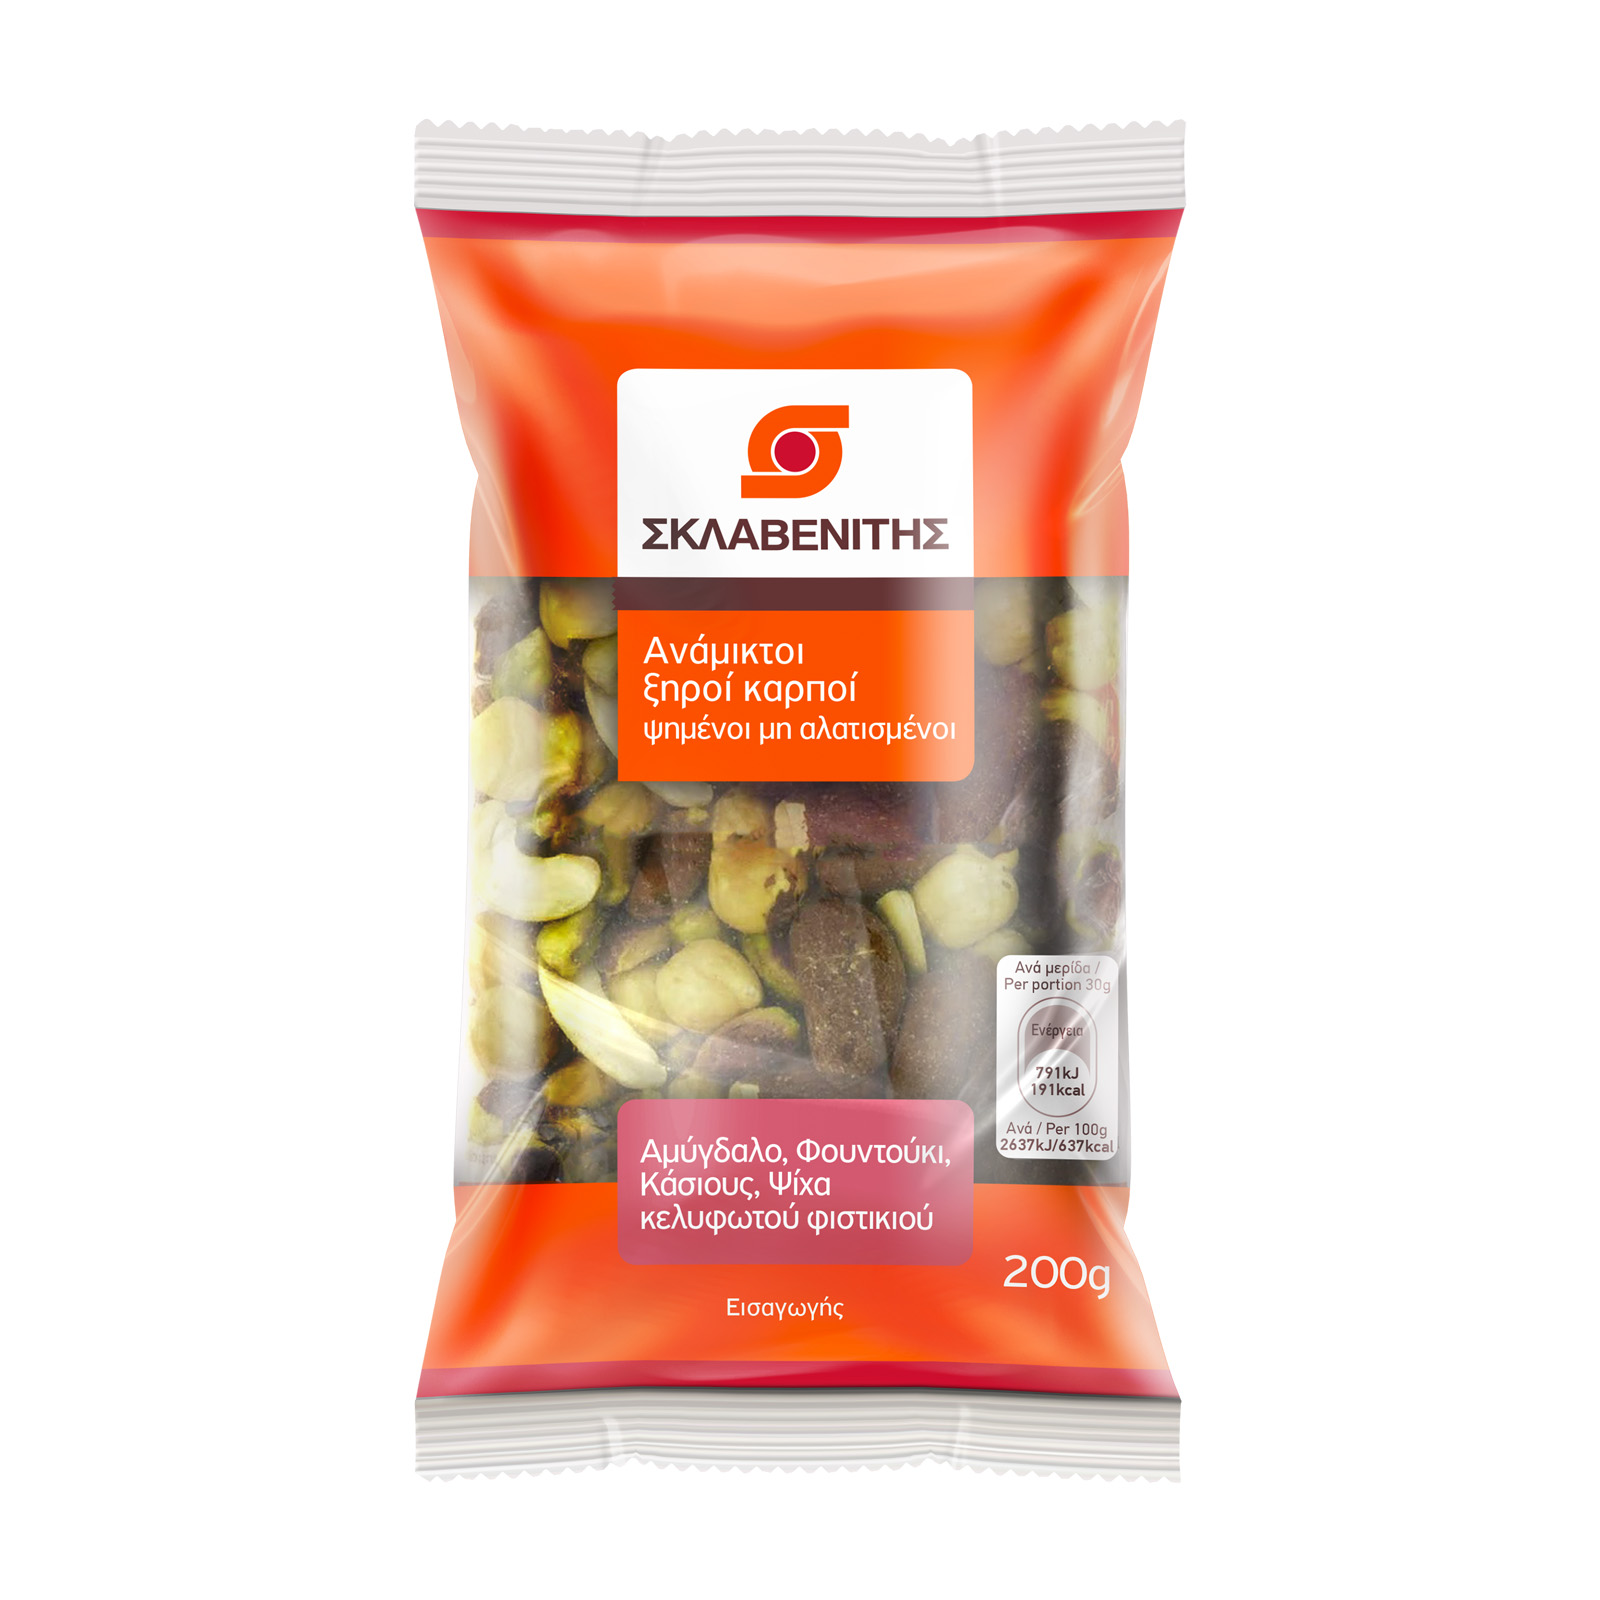 ΣΚΛΑΒΕΝΙΤΗΣ
Ανάμικτοι
ξηροί καρποί
ψημένοι μη αλατισμένοι
Ανά μερίδα /
Per portion 30g
Ενέργεια
791kJ
191kcal
Ανά / Per 100g
2637kJ/637kcal
Αμύγδαλο, Φουντούκι,
Κάσιους, Ψίχα
κελυφωτού φιστικιού
200g
Εισαγωγής